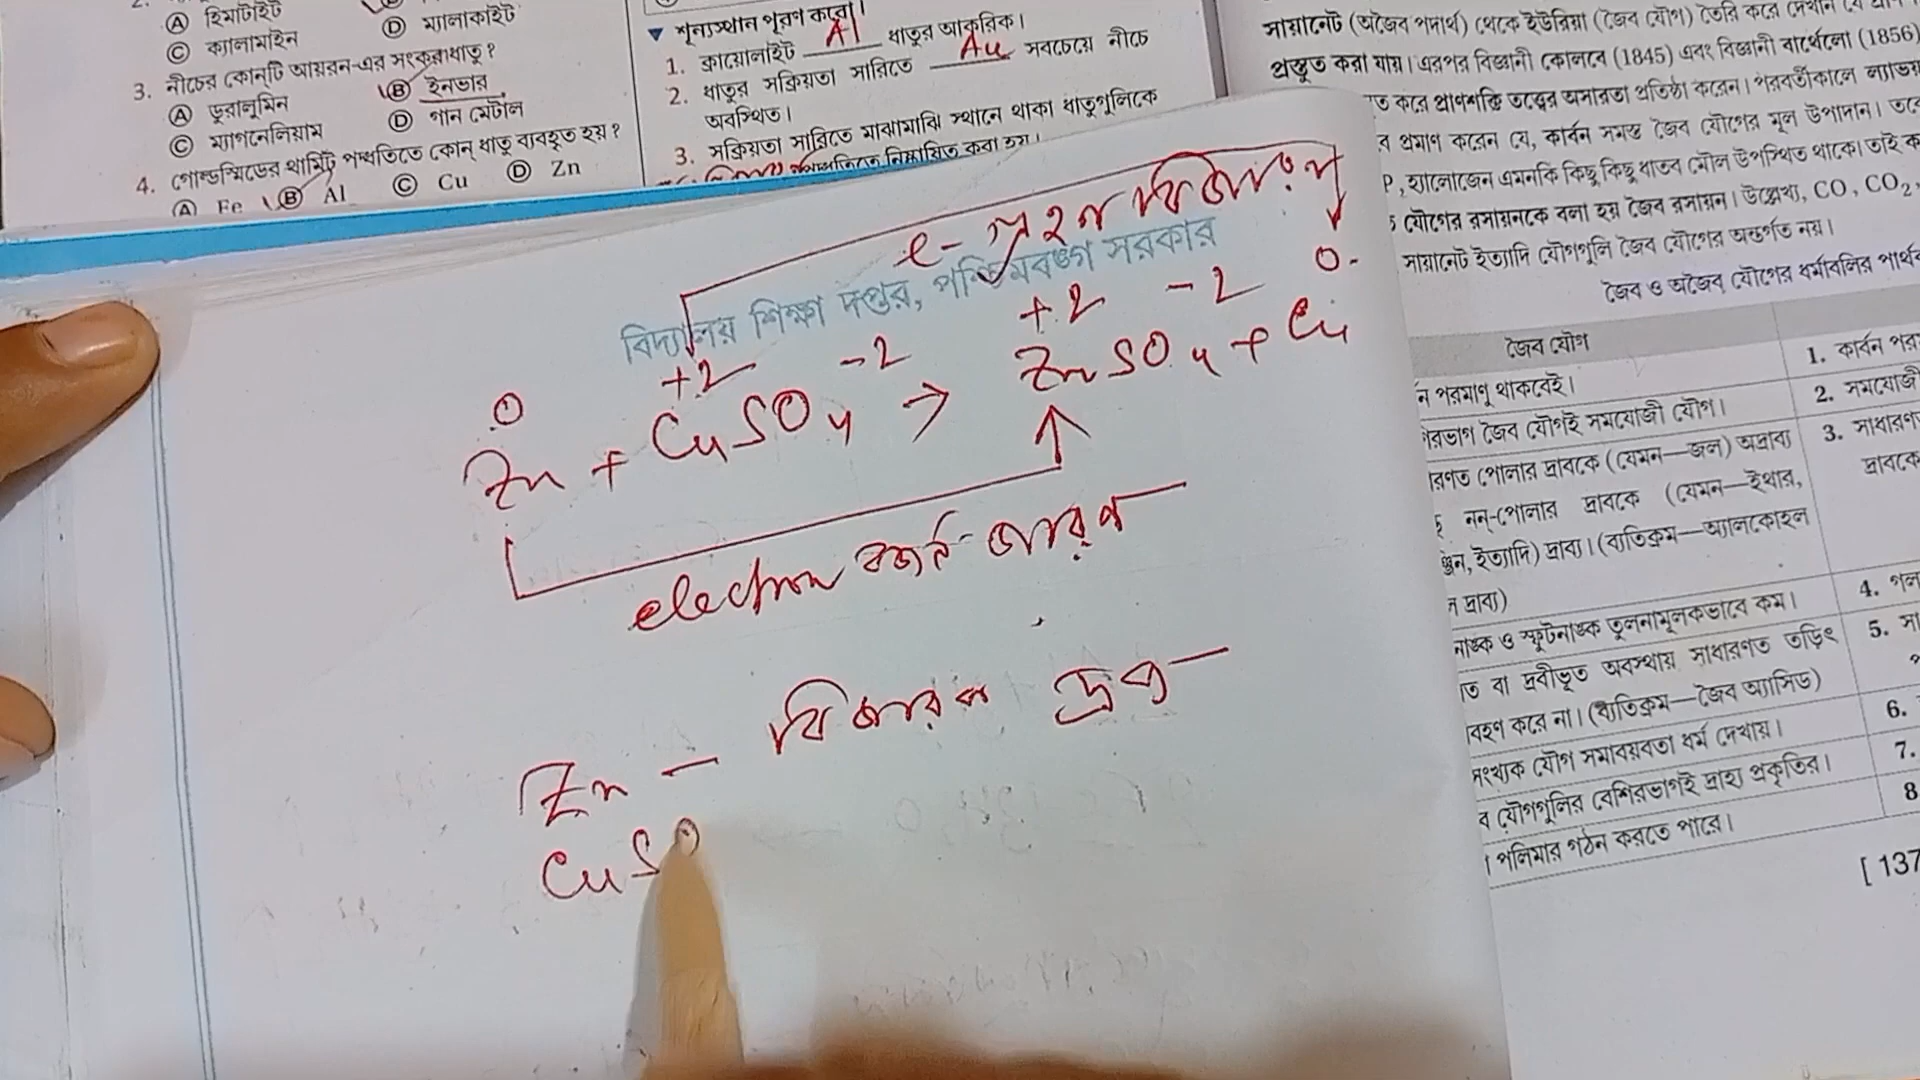 Ⓐ হিমাটাইট
Ⓒ ক্যালামাইন
Ⓓ ম্যালাকাইট
3. নীচের কোন্‌টি আয়রন-এর সংকরধাতু?
Ⓐ ডুরালুমিন
Ⓑ ইনভার
Ⓒ ম্যাগনেলিয়াম
Ⓓ গান মেটাল
4. গোল্ডস্মিডের থার্মিট পদ্ধতিতে কোন্ ধাতু ব্যবহৃত হয়?
Ⓐ Fe Ⓑ Al Ⓒ Cu Ⓓ Zn
▼ শূন্যস্থান পূরণ করো।
1. ক্রায়োলাইট Al ধাতুর আকরিক।
2. ধাতুর সক্রিয়তা সারিতে Au সবচেয়ে নীচে
অবস্থিত।
3. সক্রিয়তা সারিতে মাঝামাঝি স্থানে থাকা ধাতুগুলিকে
পদ্ধতিতে নিষ্কাষিত করা হয়।
সায়ানেট (অজৈব পদার্থ) থেকে ইউরিয়া (জৈব যৌগ) তৈরি করে দেখান যে
প্রস্তুত করা যায়। এরপর বিজ্ঞানী কোলবে (1845) এবং বিজ্ঞানী বার্থেলো (1856)
করে প্রাণশক্তি তত্ত্বের অসারতা প্রতিষ্ঠা করেন। পরবর্তীকালে
প্রমাণ করেন যে, কার্বন সমস্ত জৈব যৌগের মূল উপাদান।
P, হ্যালোজেন এমনকি কিছু কিছু ধাতব মৌল উপস্থিত থাকে। তাই
যৌগের রসায়নকে বলা হয় জৈব রসায়ন। উল্লেখ্য, CO, CO₂,
সায়ানেট ইত্যাদি যৌগগুলি জৈব যৌগের অন্তর্গত নয়।
জৈব ও অজৈব যৌগের ধর্মাবলির
জৈব যৌগ
পরমাণু থাকবেই।
1. কার্বন
জৈব যৌগই সমযোজী যৌগ।
2. সমযোজী
পোলার দ্রাবকে (যেমন—জল) অদ্রাব্য
নন্-পোলার দ্রাবকে (যেমন—ইথার,
ইত্যাদি) দ্রাব্য। (ব্যতিক্রম—অ্যালকোহল
দ্রাব্য)
3. সাধারণত
দ্রাবকে
ও স্ফুটনাঙ্ক তুলনামূলকভাবে কম।
4.
বা দ্রবীভূত অবস্থায় সাধারণত তড়িৎ
করে না। (ব্যতিক্রম—জৈব অ্যাসিড)
5.
যৌগ সমাবয়বতা ধর্ম দেখায়।
6.
যৌগগুলির বেশিরভাগই দাহ্য প্রকৃতির।
7.
পলিমার গঠন করতে পারে।
8
[ 137
বিদ্যালয় শিক্ষা দপ্তর, পশ্চিমবঙ্গ সরকার
e- গ্রহণ বিজারণ
0 +2 -2 +2 -2 0
Zn + CuSO4 → ZnSO4 + Cu
electron বর্জন জারণ
Zn – বিজারক দ্রব্য
CuSO